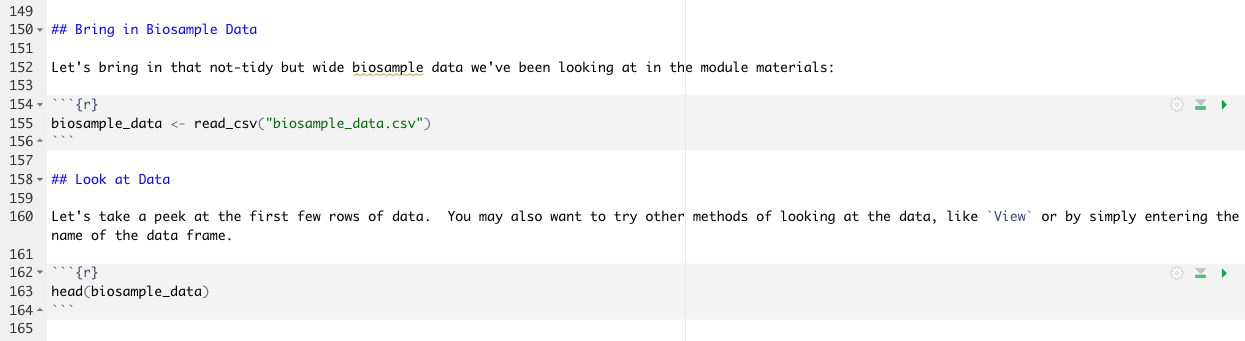 149
150 ## Bring in Biosample Data
151
152 Let's bring in that not-tidy but wide biosample data we've been looking at in the module materials:
153
154 ```{r}
155 biosample_data <- read_csv("biosample_data.csv")
156 ```
157
158 ## Look at Data
159
160 Let's take a peek at the first few rows of data.  You may also want to try other methods of looking at the data, like `View` or by simply entering the
name of the data frame.
161
162 ```{r}
163 head(biosample_data)
164 ```
165